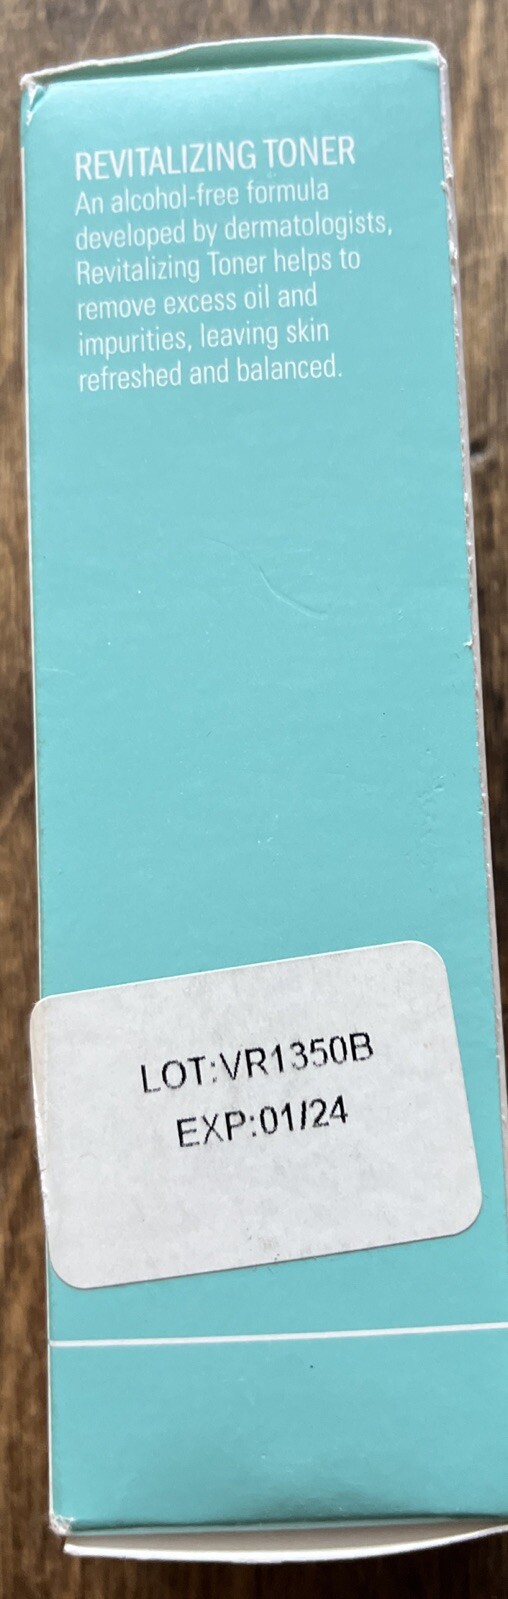 REVITALIZING TONER
An alcohol-free formula
developed by dermatologists,
Revitalizing Toner helps to
remove excess oil and
impurities, leaving skin
refreshed and balanced.
LOT:VR1350B
EXP:01/24